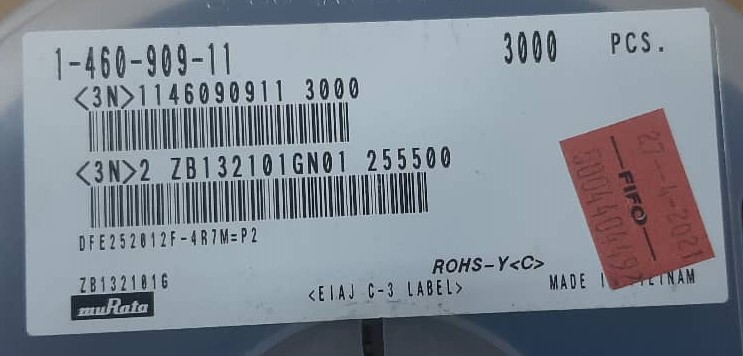 1-460-909-11 3000 PCS.
<3N>1146090911 3000
<3N>2 ZB132101GN01 255500
DFE252012F-4R7M=P2
ZB132101G
muRata
ROHS-Y<C>
<EIAJ C-3 LABEL>
MADE
27-4-2021
FIFO